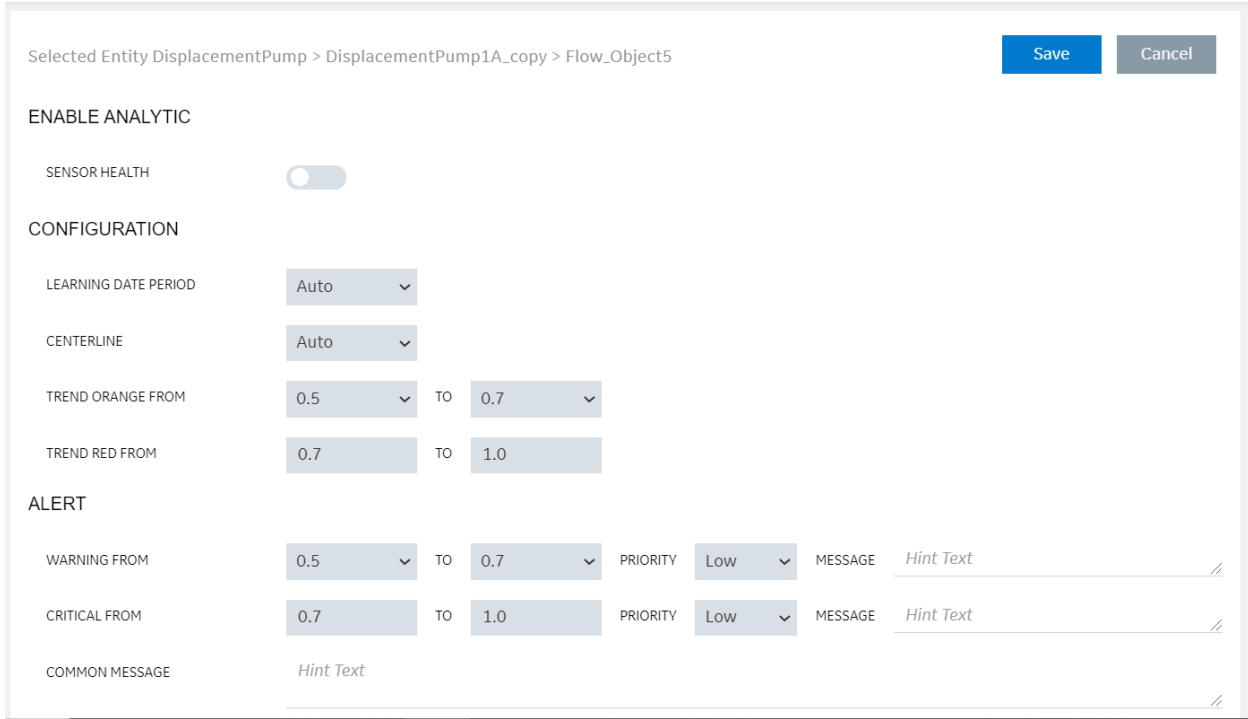 Selected Entity DisplacementPump > DisplacementPump1A_copy > Flow_Object5 Save Cancel
ENABLE ANALYTIC
SENSOR HEALTH
CONFIGURATION
LEARNING DATE PERIOD Auto
CENTERLINE Auto
TREND ORANGE FROM 0.5 TO 0.7
TREND RED FROM 0.7 TO 1.0
ALERT
WARNING FROM 0.5 TO 0.7 PRIORITY Low MESSAGE Hint Text
CRITICAL FROM 0.7 TO 1.0 PRIORITY Low MESSAGE Hint Text
COMMON MESSAGE Hint Text